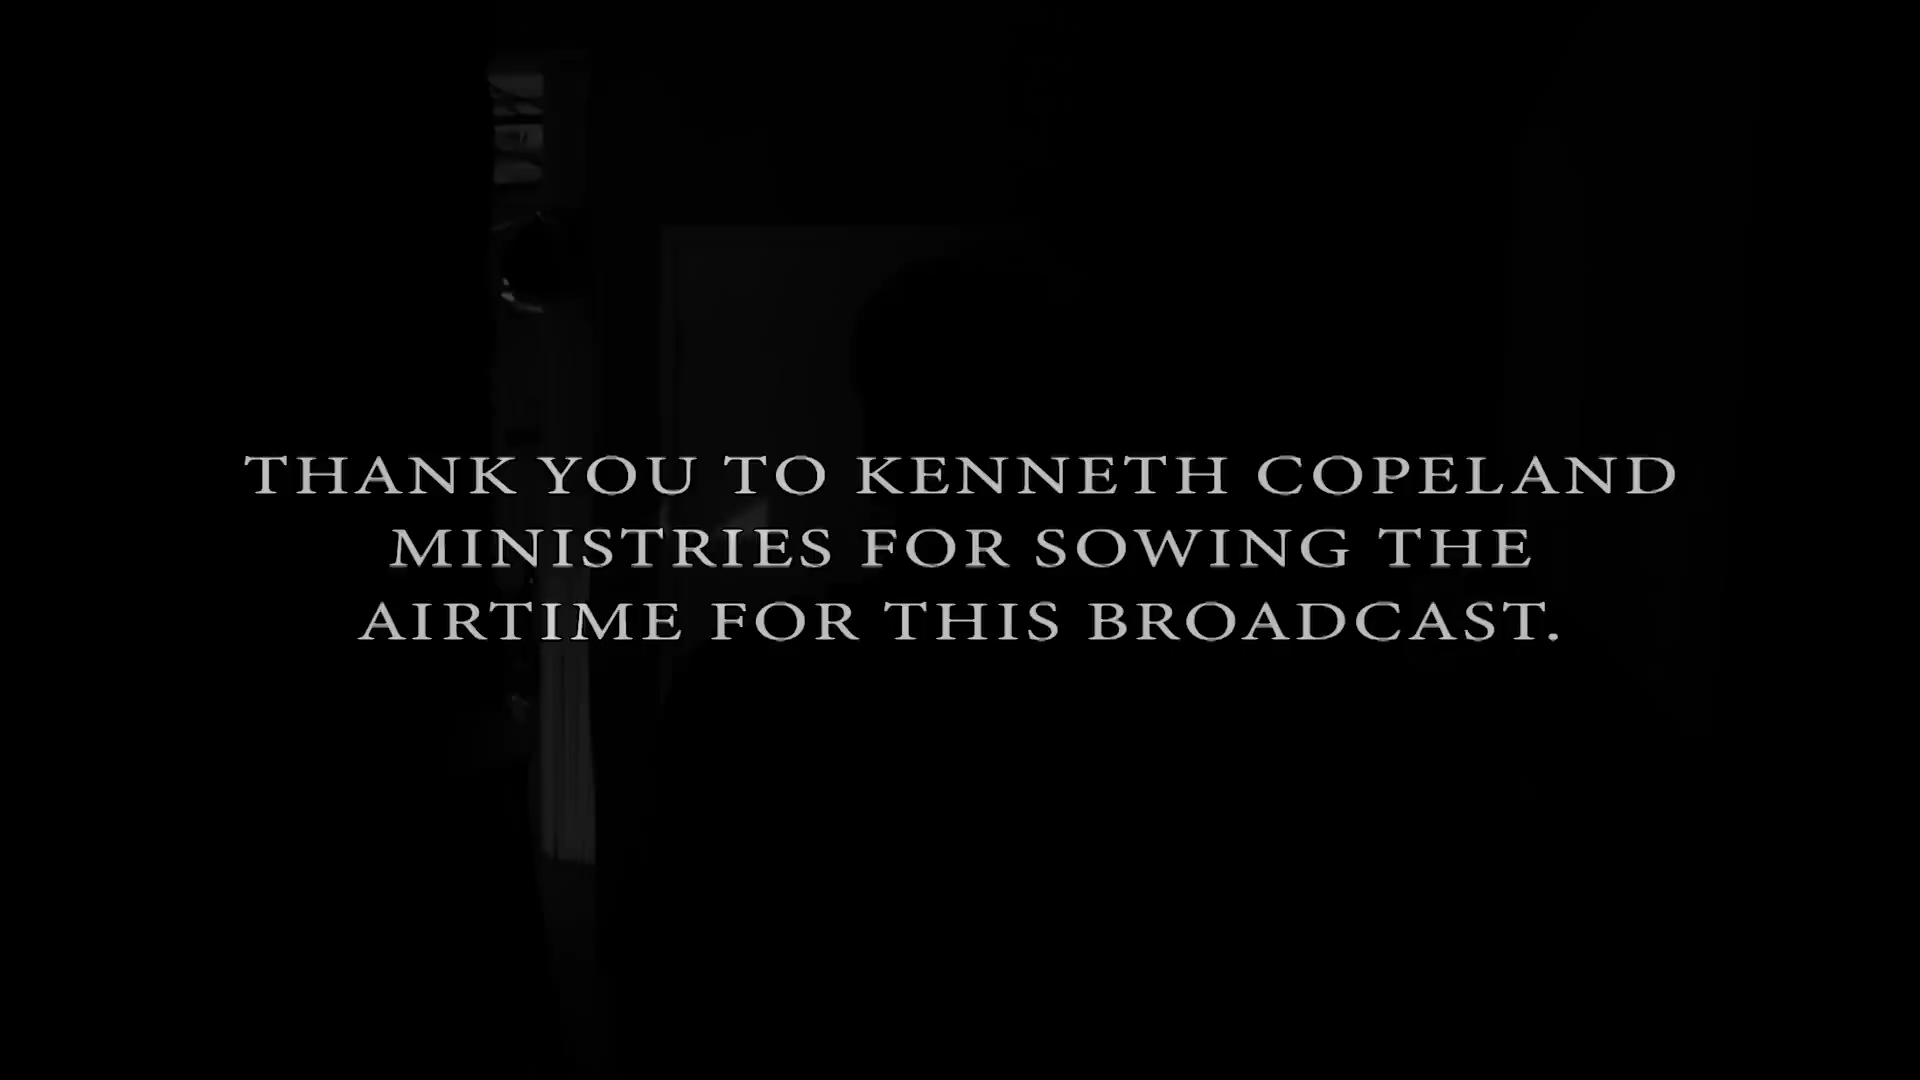 THANK YOU TO KENNETH COPELAND
MINISTRIES FOR SOWING THE
AIRTIME FOR THIS BROADCAST.